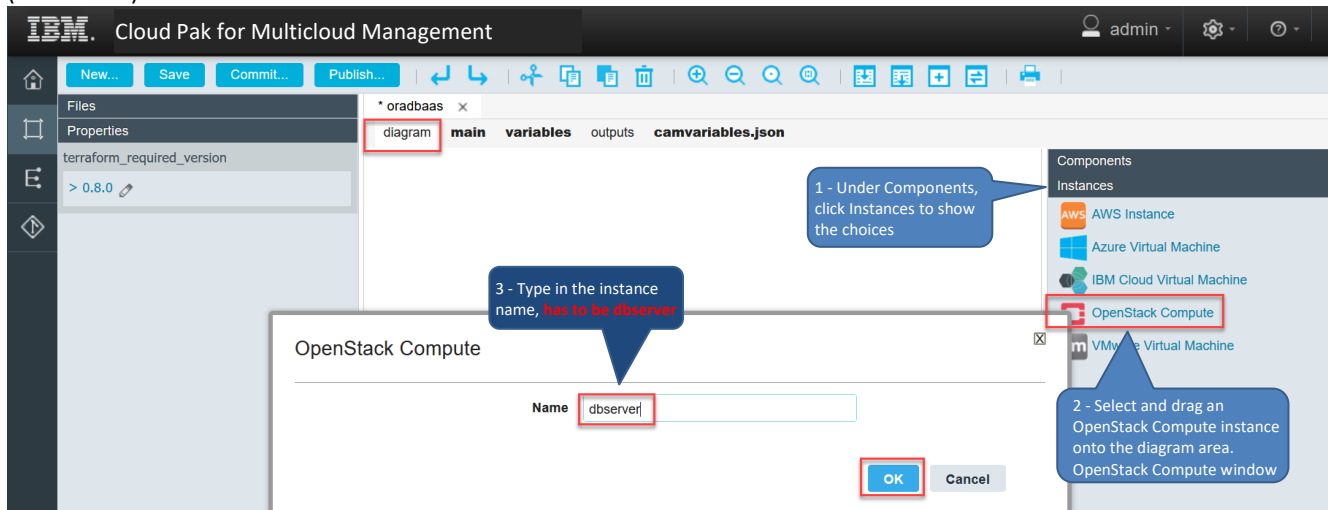 IBM. Cloud Pak for Multicloud Management
admin
New... Save Commit... Publish...
Files
* oradbaas x
Properties
diagram main variables outputs camvariables.json
terraform_required_version
> 0.8.0
Components
Instances
AWS AWS Instance
Azure Virtual Machine
IBM Cloud Virtual Machine
OpenStack Compute
1 - Under Components,
click Instances to show
the choices
3 - Type in the instance
name, has to be dbserver
OpenStack Compute
Name dbserver
OK Cancel
2 - Select and drag an
OpenStack Compute instance
onto the diagram area.
OpenStack Compute window